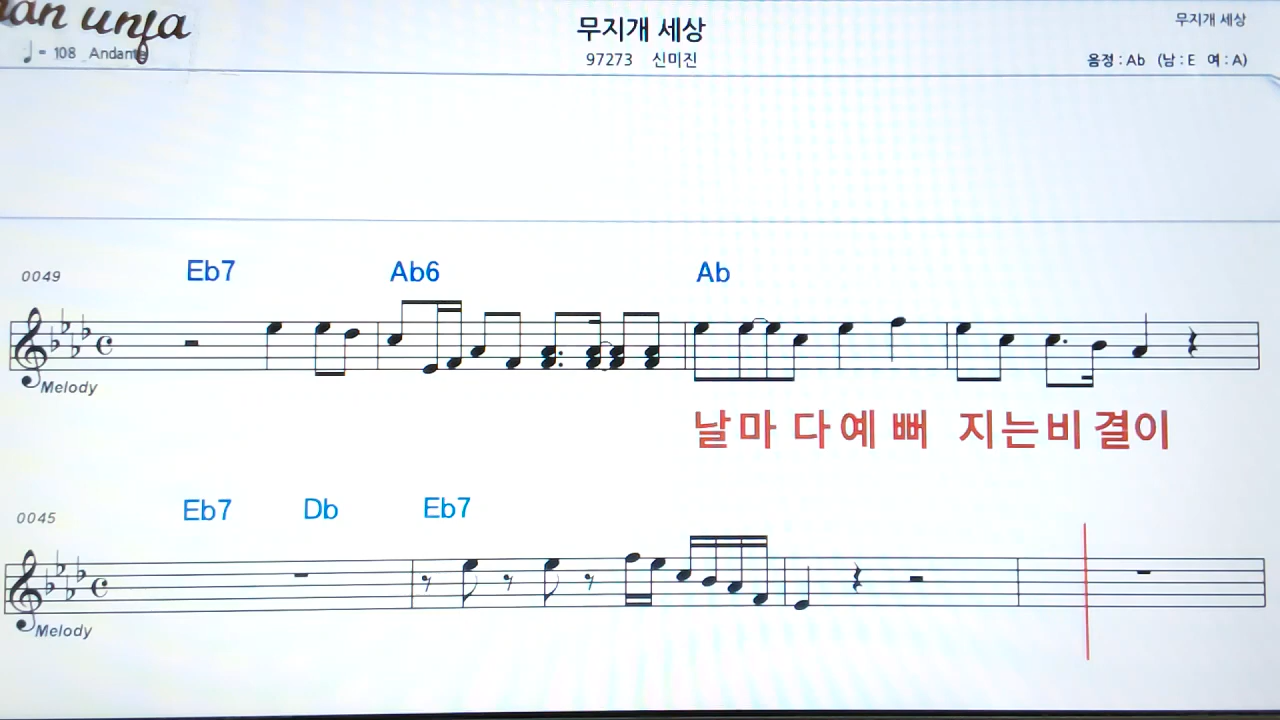 무지개 세상
무지개 세상
♩= 108 Andante
97273 신미진
음정 : Ab (남 : E 여 : A)
0049 Eb7 Ab6 Ab
Melody
날마 다예 뻐 지는비 결이
0045 Eb7 Db Eb7
Melody